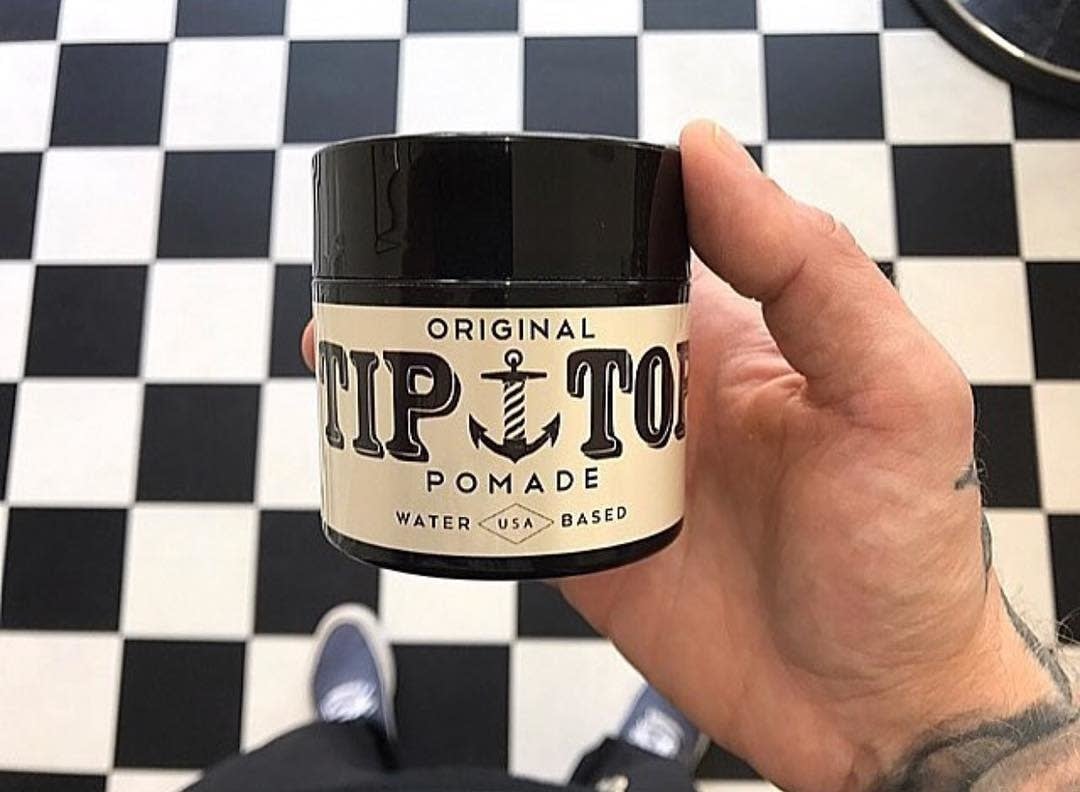 ORIGINAL
TIP TOP
POMADE
WATER USA BASED